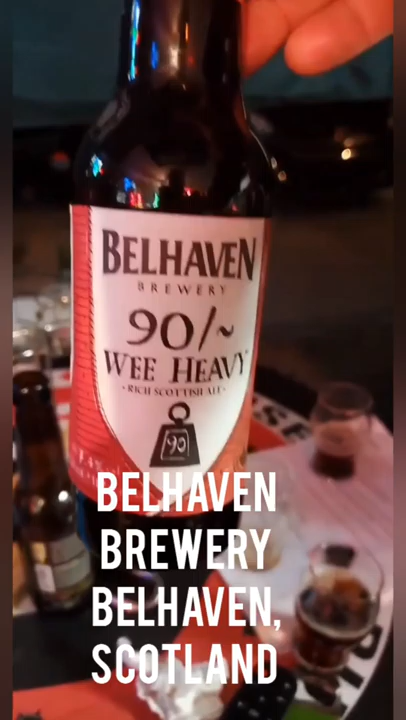 BELHAVEN
BREWERY
90/~
WEE HEAVY
·RICH SCOTTISH ALE·
90
BELHAVEN
BREWERY
BELHAVEN,
SCOTLAND